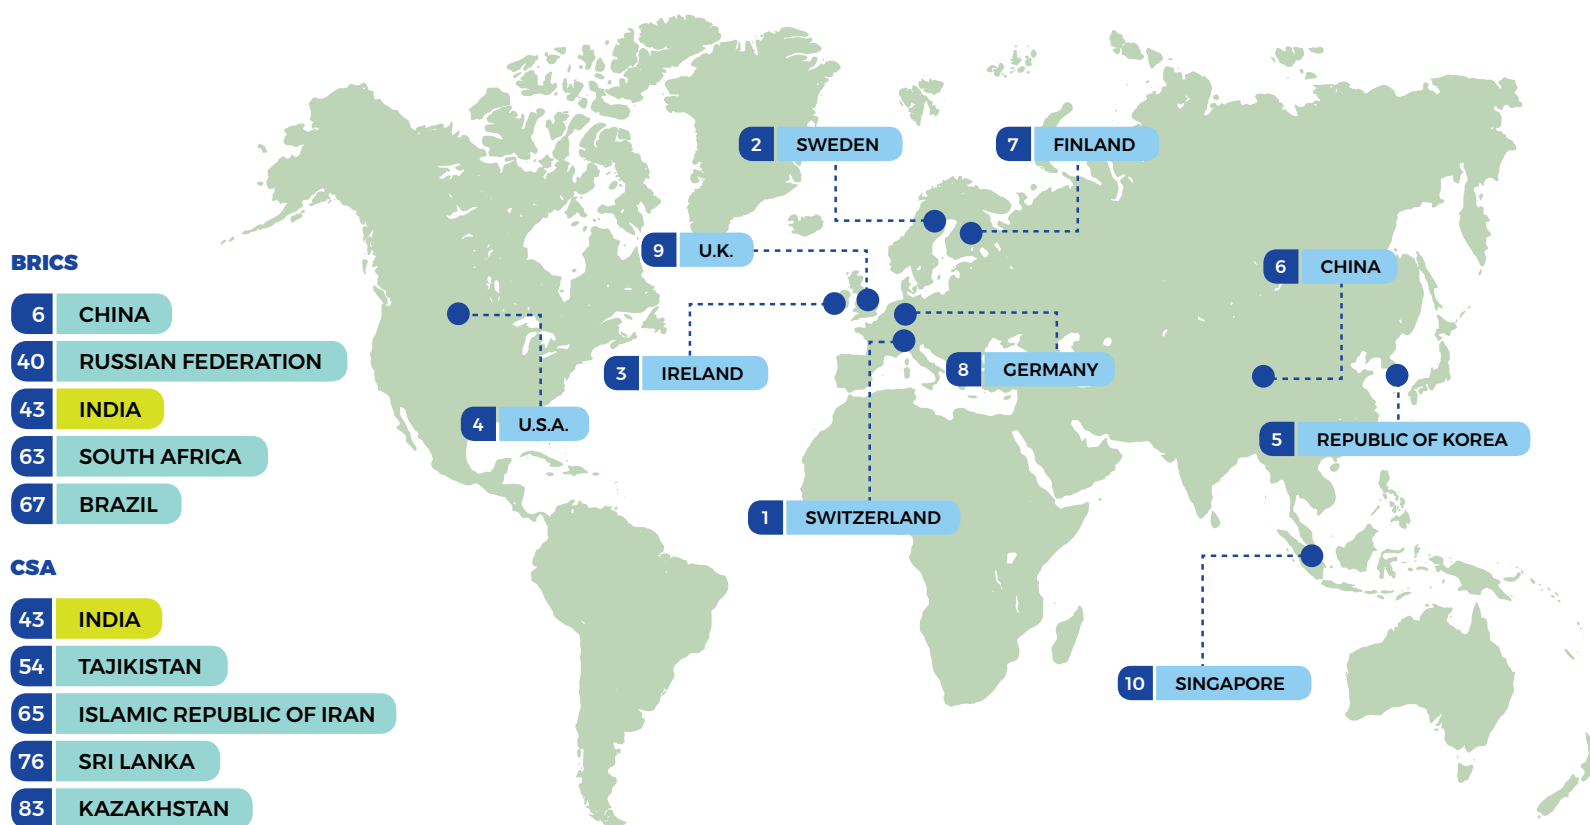 BRICS
6 CHINA
40 RUSSIAN FEDERATION
43 INDIA
63 SOUTH AFRICA
67 BRAZIL
CSA
43 INDIA
54 TAJIKISTAN
65 ISLAMIC REPUBLIC OF IRAN
76 SRI LANKA
83 KAZAKHSTAN
2 SWEDEN
7 FINLAND
9 U.K.
6 CHINA
3 IRELAND
8 GERMANY
4 U.S.A.
5 REPUBLIC OF KOREA
1 SWITZERLAND
10 SINGAPORE